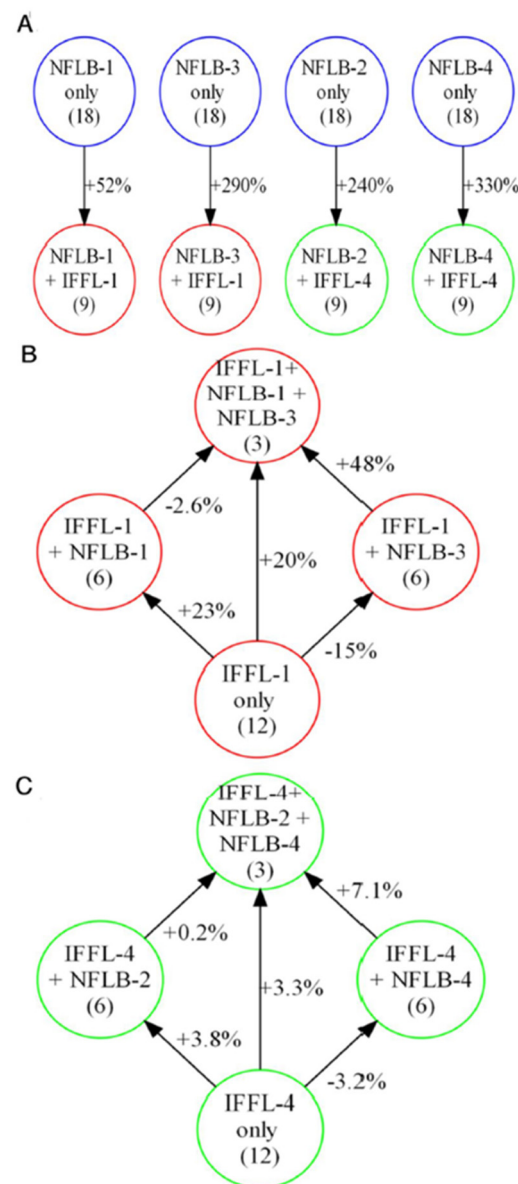 A
NFLB-1
only
(18)
NFLB-3
only
(18)
NFLB-2
only
(18)
NFLB-4
only
(18)
+52%
+290%
+240%
+330%
NFLB-1
+ IFFL-1
(9)
NFLB-3
+ IFFL-1
(9)
NFLB-2
+ IFFL-4
(9)
NFLB-4
+ IFFL-4
(9)
B
IFFL-1+
NFLB-1 +
NFLB-3
(3)
-2.6%
+48%
IFFL-1
+ NFLB-1
(6)
+20%
IFFL-1
+ NFLB-3
(6)
+23%
-15%
IFFL-1
only
(12)
C
IFFL-4+
NFLB-2 +
NFLB-4
(3)
+0.2%
+7.1%
IFFL-4
+ NFLB-2
(6)
+3.3%
IFFL-4
+ NFLB-4
(6)
+3.8%
-3.2%
IFFL-4
only
(12)